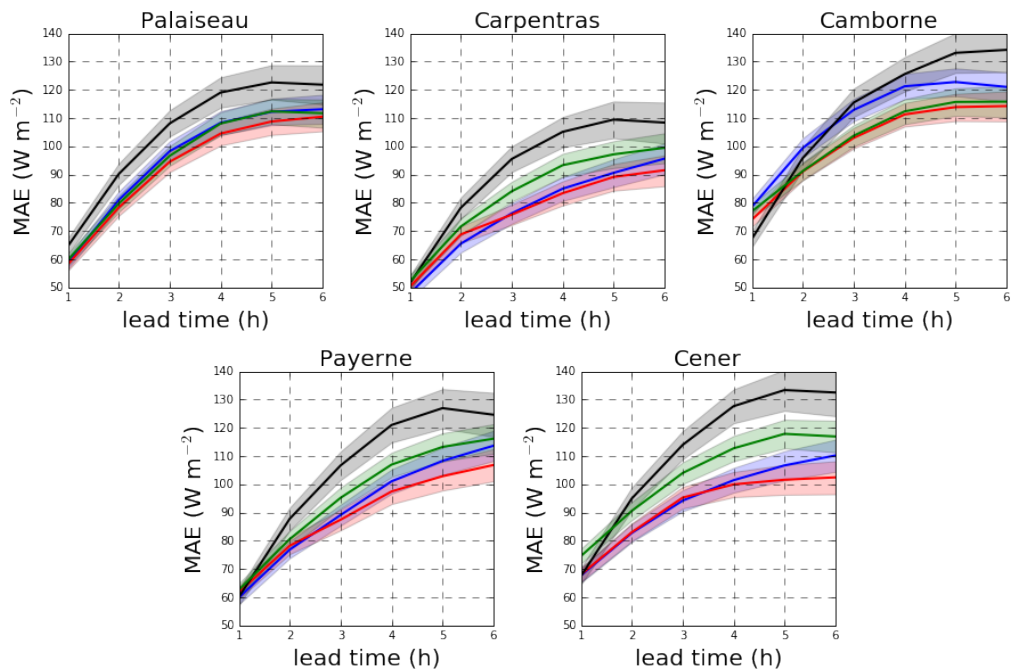 Palaiseau
Carpentras
Camborne
140
130
120
110
100
90
80
70
60
50
MAE (W m⁻²)
1 2 3 4 5 6
lead time (h)
140
130
120
110
100
90
80
70
60
50
MAE (W m⁻²)
1 2 3 4 5 6
lead time (h)
140
130
120
110
100
90
80
70
60
50
MAE (W m⁻²)
1 2 3 4 5 6
lead time (h)
Payerne
Cener
140
130
120
110
100
90
80
70
60
50
MAE (W m⁻²)
1 2 3 4 5 6
lead time (h)
140
130
120
110
100
90
80
70
60
50
MAE (W m⁻²)
1 2 3 4 5 6
lead time (h)